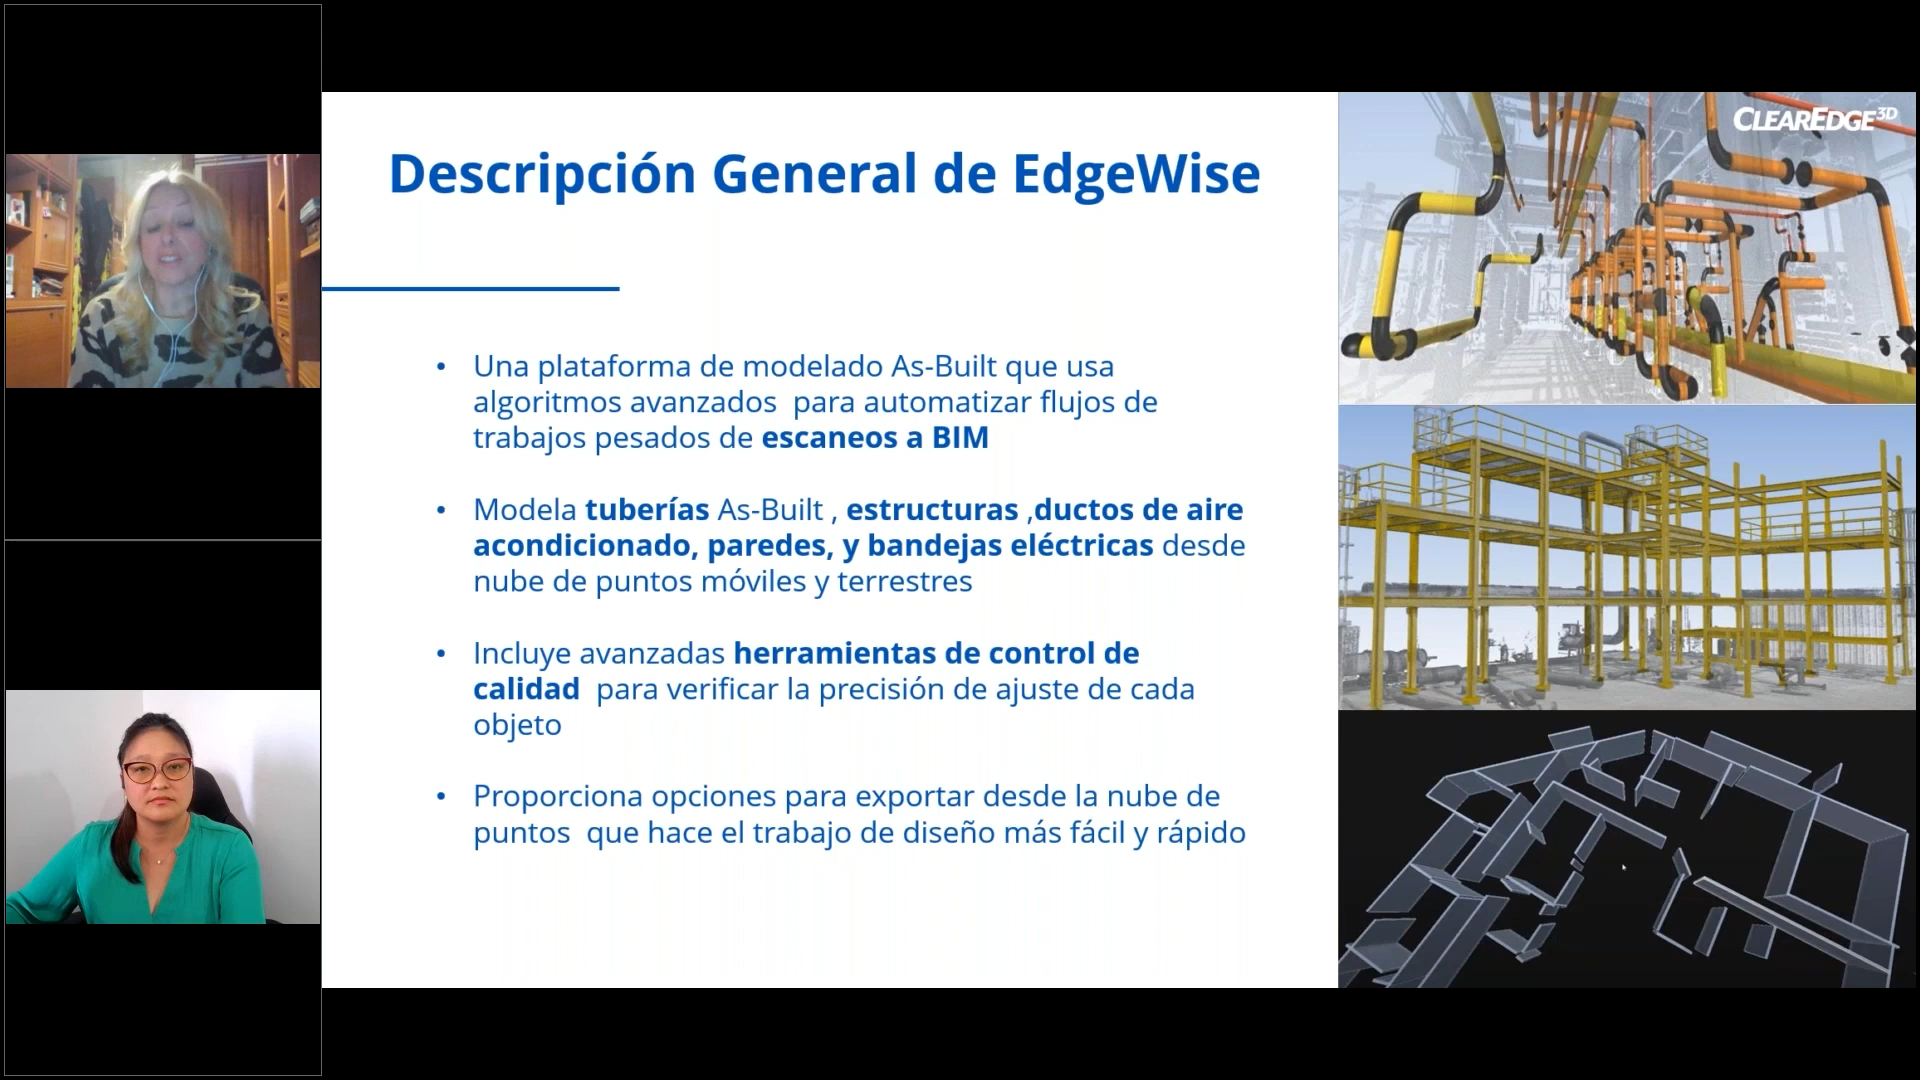 CLEAREDGE3D
Descripción General de EdgeWise
• Una plataforma de modelado As-Built que usa
algoritmos avanzados  para automatizar flujos de
trabajos pesados de escaneos a BIM
• Modela tuberías As-Built , estructuras ,ductos de aire
acondicionado, paredes, y bandejas eléctricas desde
nube de puntos móviles y terrestres
• Incluye avanzadas herramientas de control de
calidad  para verificar la precisión de ajuste de cada
objeto
• Proporciona opciones para exportar desde la nube de
puntos  que hace el trabajo de diseño más fácil y rápido